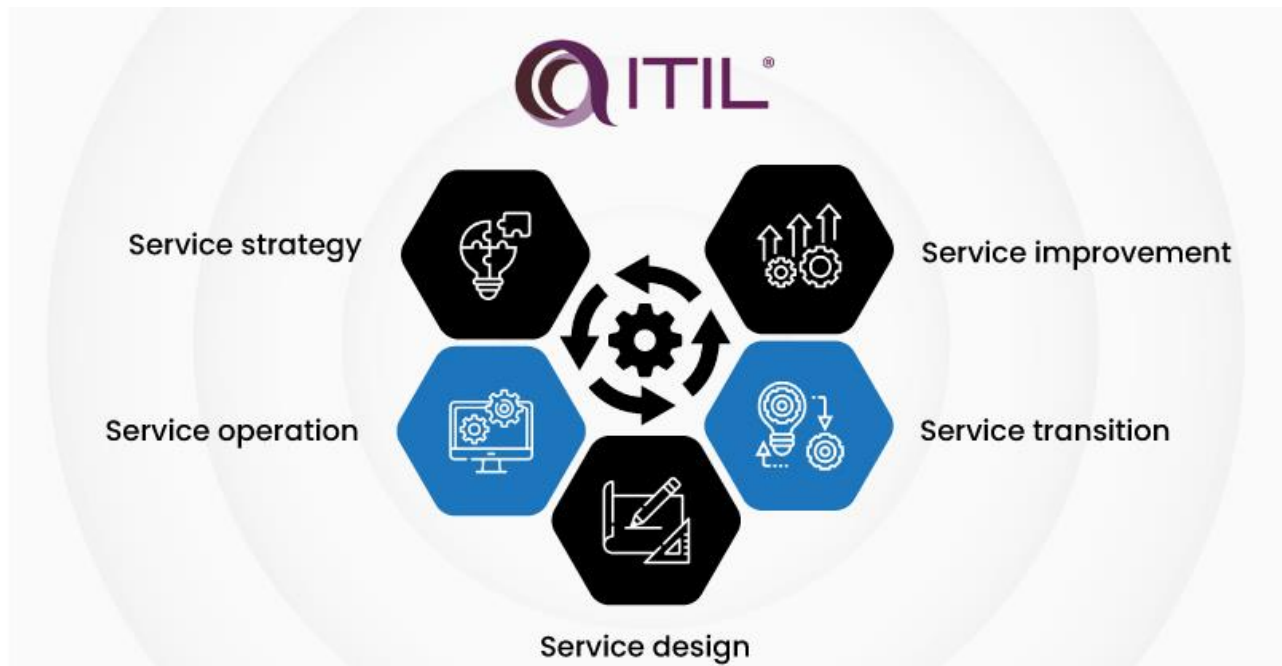 ITIL®
Service strategy
Service improvement
Service operation
Service transition
Service design